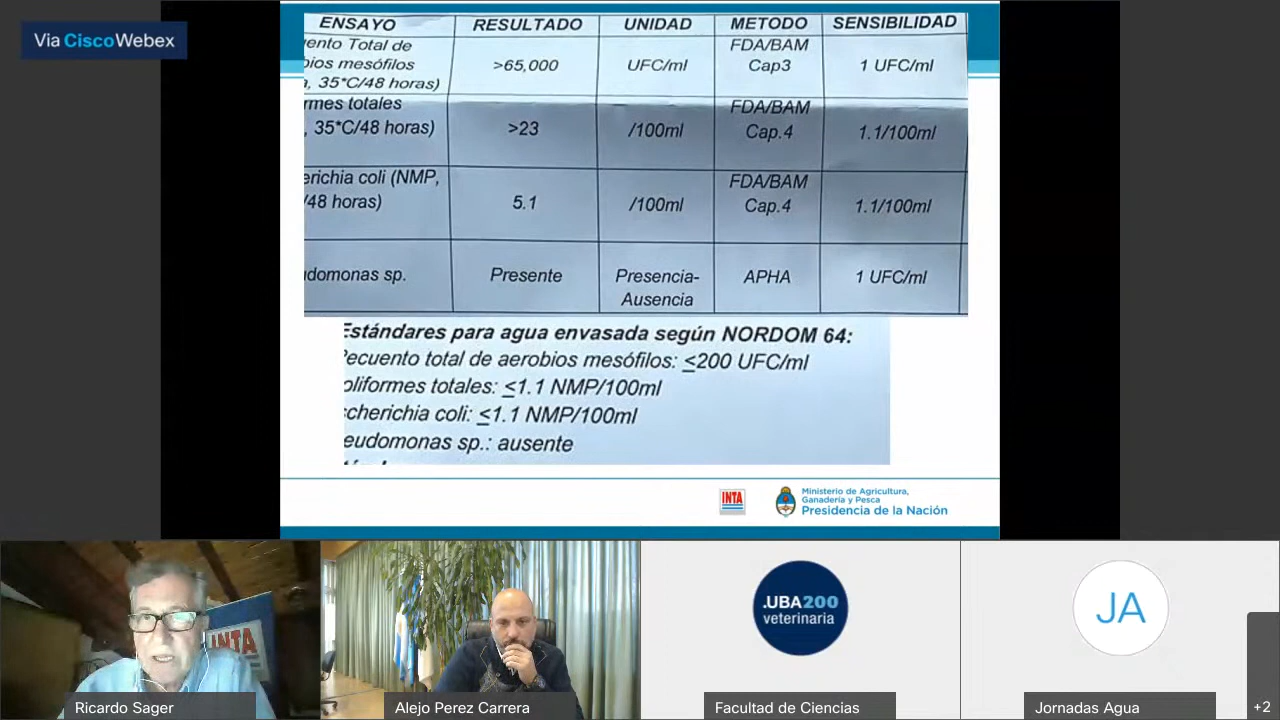 Via Cisco Webex
ENSAYO RESULTADO UNIDAD METODO SENSIBILIDAD
ento Total de
bios mesófilos
, 35*C/48 horas)
>65,000
UFC/ml
FDA/BAM
Cap3
1 UFC/ml
rmes totales
, 35*C/48 horas)
>23
/100ml
FDA/BAM
Cap.4
1.1/100ml
erichia coli (NMP,
/48 horas)
5.1
/100ml
FDA/BAM
Cap.4
1.1/100ml
udomonas sp.
Presente
Presencia-
Ausencia
APHA
1 UFC/ml
Estándares para agua envasada según NORDOM 64:
Recuento total de aerobios mesófilos: ≤200 UFC/ml
oliformes totales: ≤1.1 NMP/100ml
scherichia coli: ≤1.1 NMP/100ml
eudomonas sp.: ausente
INTA
Ministerio de Agricultura,
Ganadería y Pesca
Presidencia de la Nación
INTA
.UBA200
veterinaria
JA
Ricardo Sager
Alejo Perez Carrera
Facultad de Ciencias
Jornadas Agua
+2